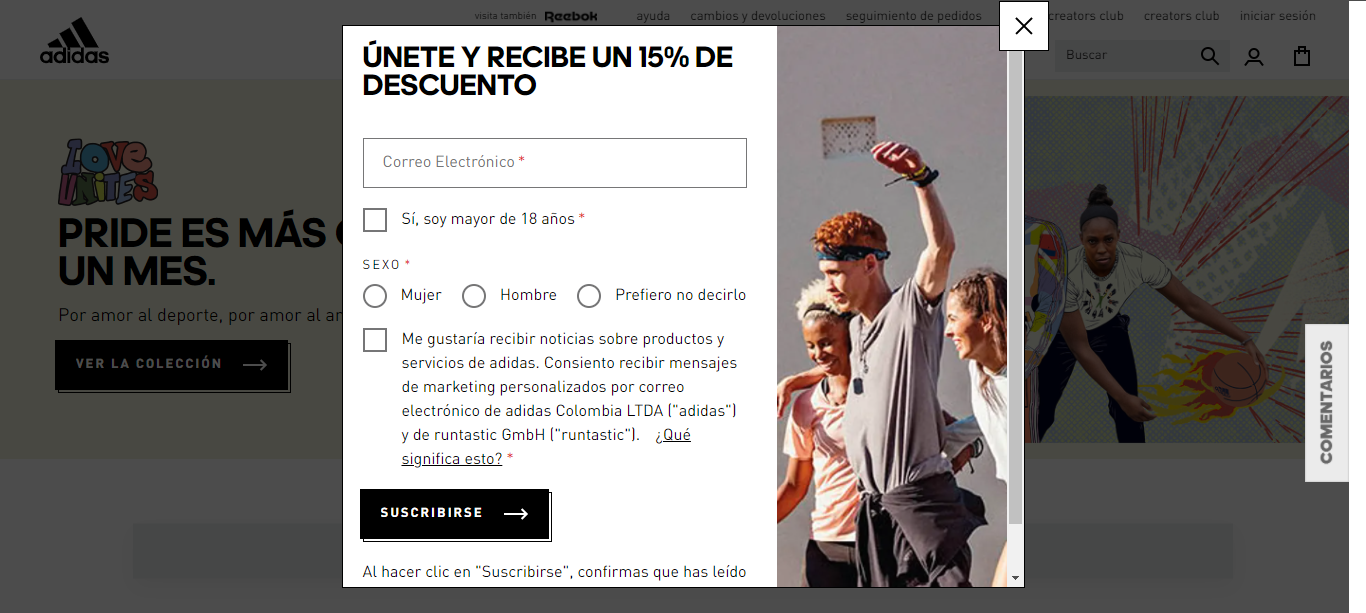 visita también Reebok ayuda cambios y devoluciones seguimiento de pedidos creators club creators club iniciar sesión
adidas
Buscar
ÚNETE Y RECIBE UN 15% DE
DESCUENTO
Correo Electrónico *
Sí, soy mayor de 18 años *
SEXO *
Mujer Hombre Prefiero no decirlo
Me gustaría recibir noticias sobre productos y
servicios de adidas. Consiento recibir mensajes
de marketing personalizados por correo
electrónico de adidas Colombia LTDA ("adidas")
y de runtastic GmbH ("runtastic"). ¿Qué
significa esto? *
SUSCRIBIRSE
Al hacer clic en "Suscribirse", confirmas que has leído
LOVE
UNITES
PRIDE ES MÁS
UN MES.
Por amor al deporte, por amor al
VER LA COLECCIÓN
COMENTARIOS